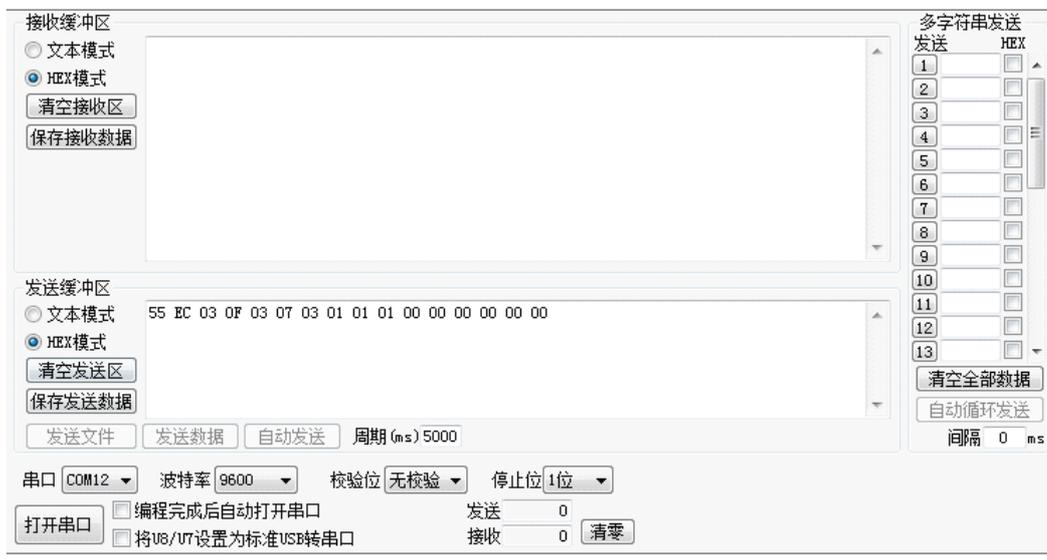 接收缓冲区
文本模式
HEX模式
清空接收区
保存接收数据
发送缓冲区
文本模式
55 EC 03 0F 03 07 03 01 01 01 00 00 00 00 00 00
HEX模式
清空发送区
保存发送数据
发送文件 发送数据 自动发送 周期(ms) 5000
多字符串发送
发送 HEX
1
2
3
4
5
6
7
8
9
10
11
12
13
清空全部数据
自动循环发送
间隔 0 ms
串口 COM12 波特率 9600 校验位 无校验 停止位 1位
打开串口
编程完成后自动打开串口
将U8/U7设置为标准USB转串口
发送 0
接收 0
清零